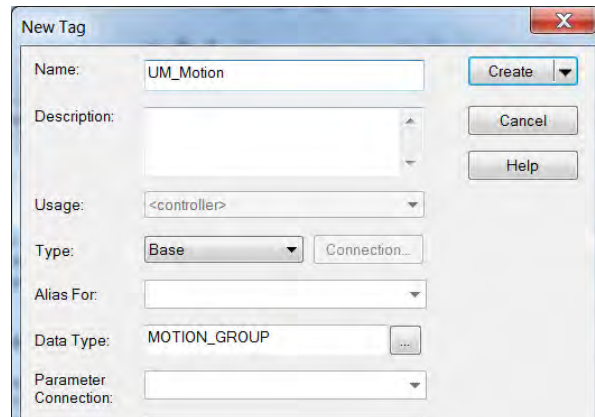 New Tag
X
Name: UM_Motion Create
Description: Cancel
Help
Usage: <controller>
Type: Base Connection...
Alias For:
Data Type: MOTION_GROUP ...
Parameter
Connection: